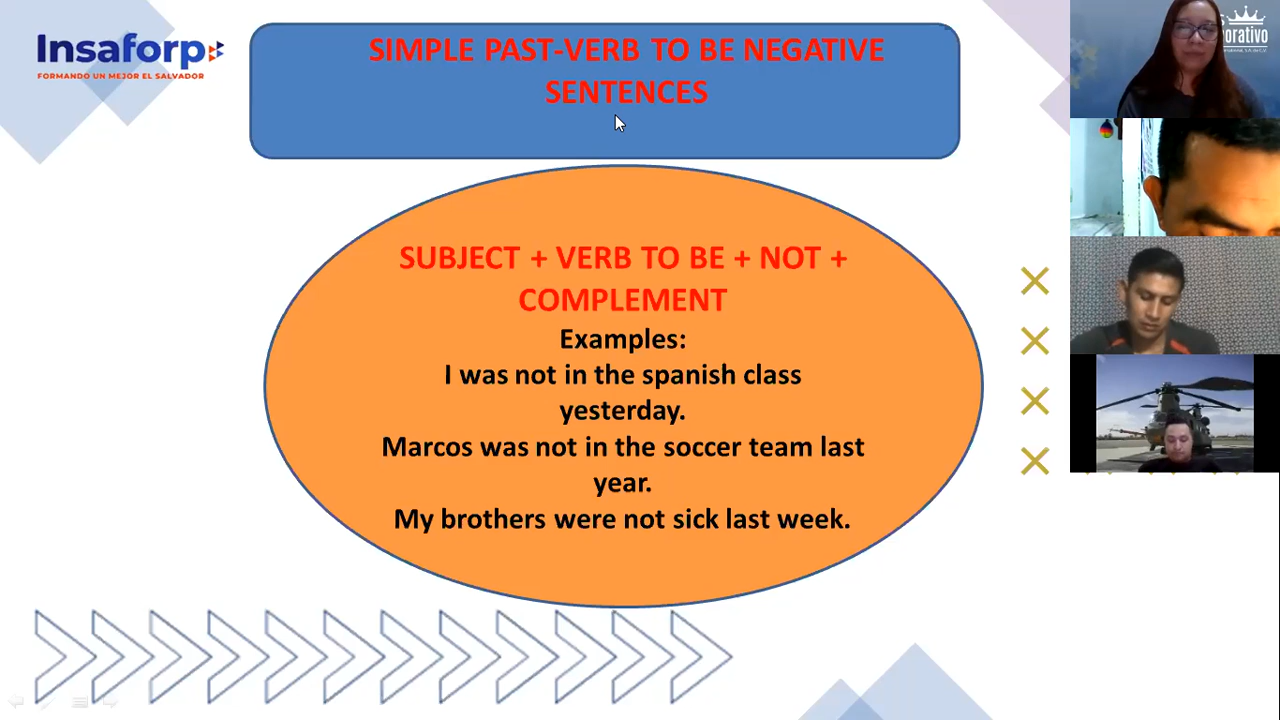 Insaforp
FORMANDO UN MEJOR EL SALVADOR
SIMPLE PAST-VERB TO BE NEGATIVE
SENTENCES
SUBJECT + VERB TO BE + NOT +
COMPLEMENT
Examples:
I was not in the spanish class
yesterday.
Marcos was not in the soccer team last
year.
My brothers were not sick last week.